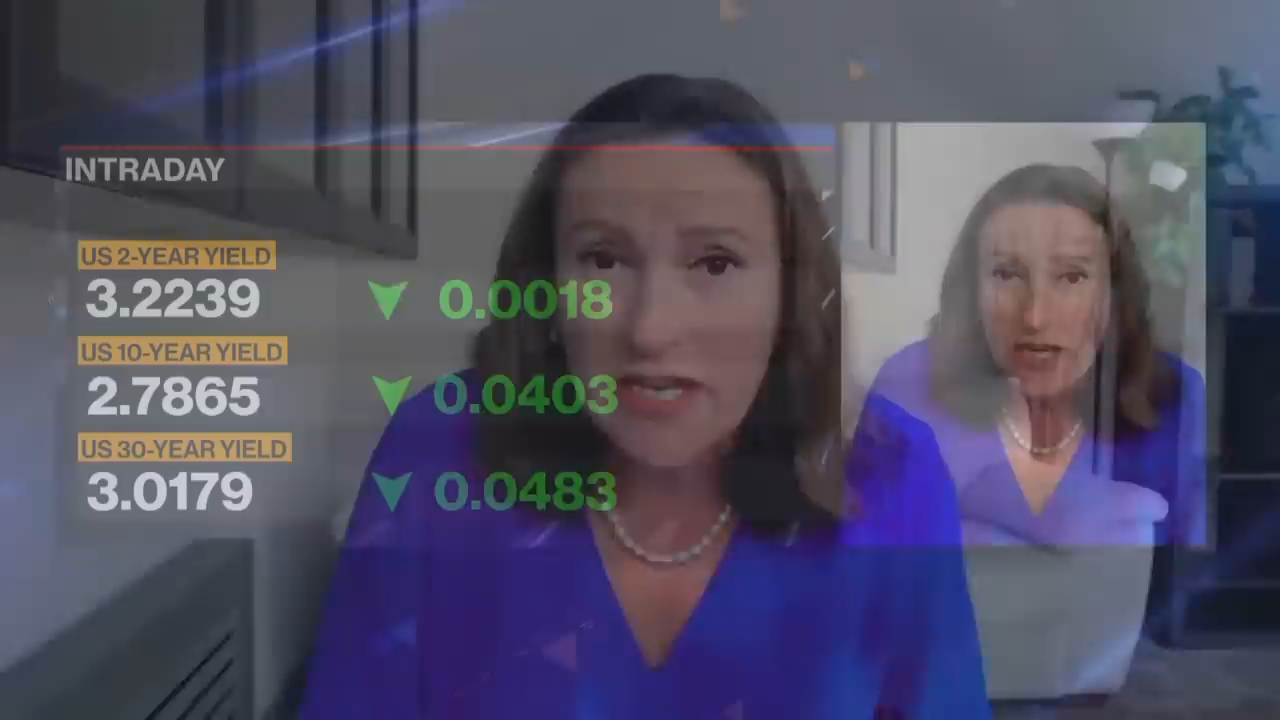 INTRADAY
US 2-YEAR YIELD
3.2239 ▼ 0.0018
US 10-YEAR YIELD
2.7865 ▼ 0.0403
US 30-YEAR YIELD
3.0179 ▼ 0.0483